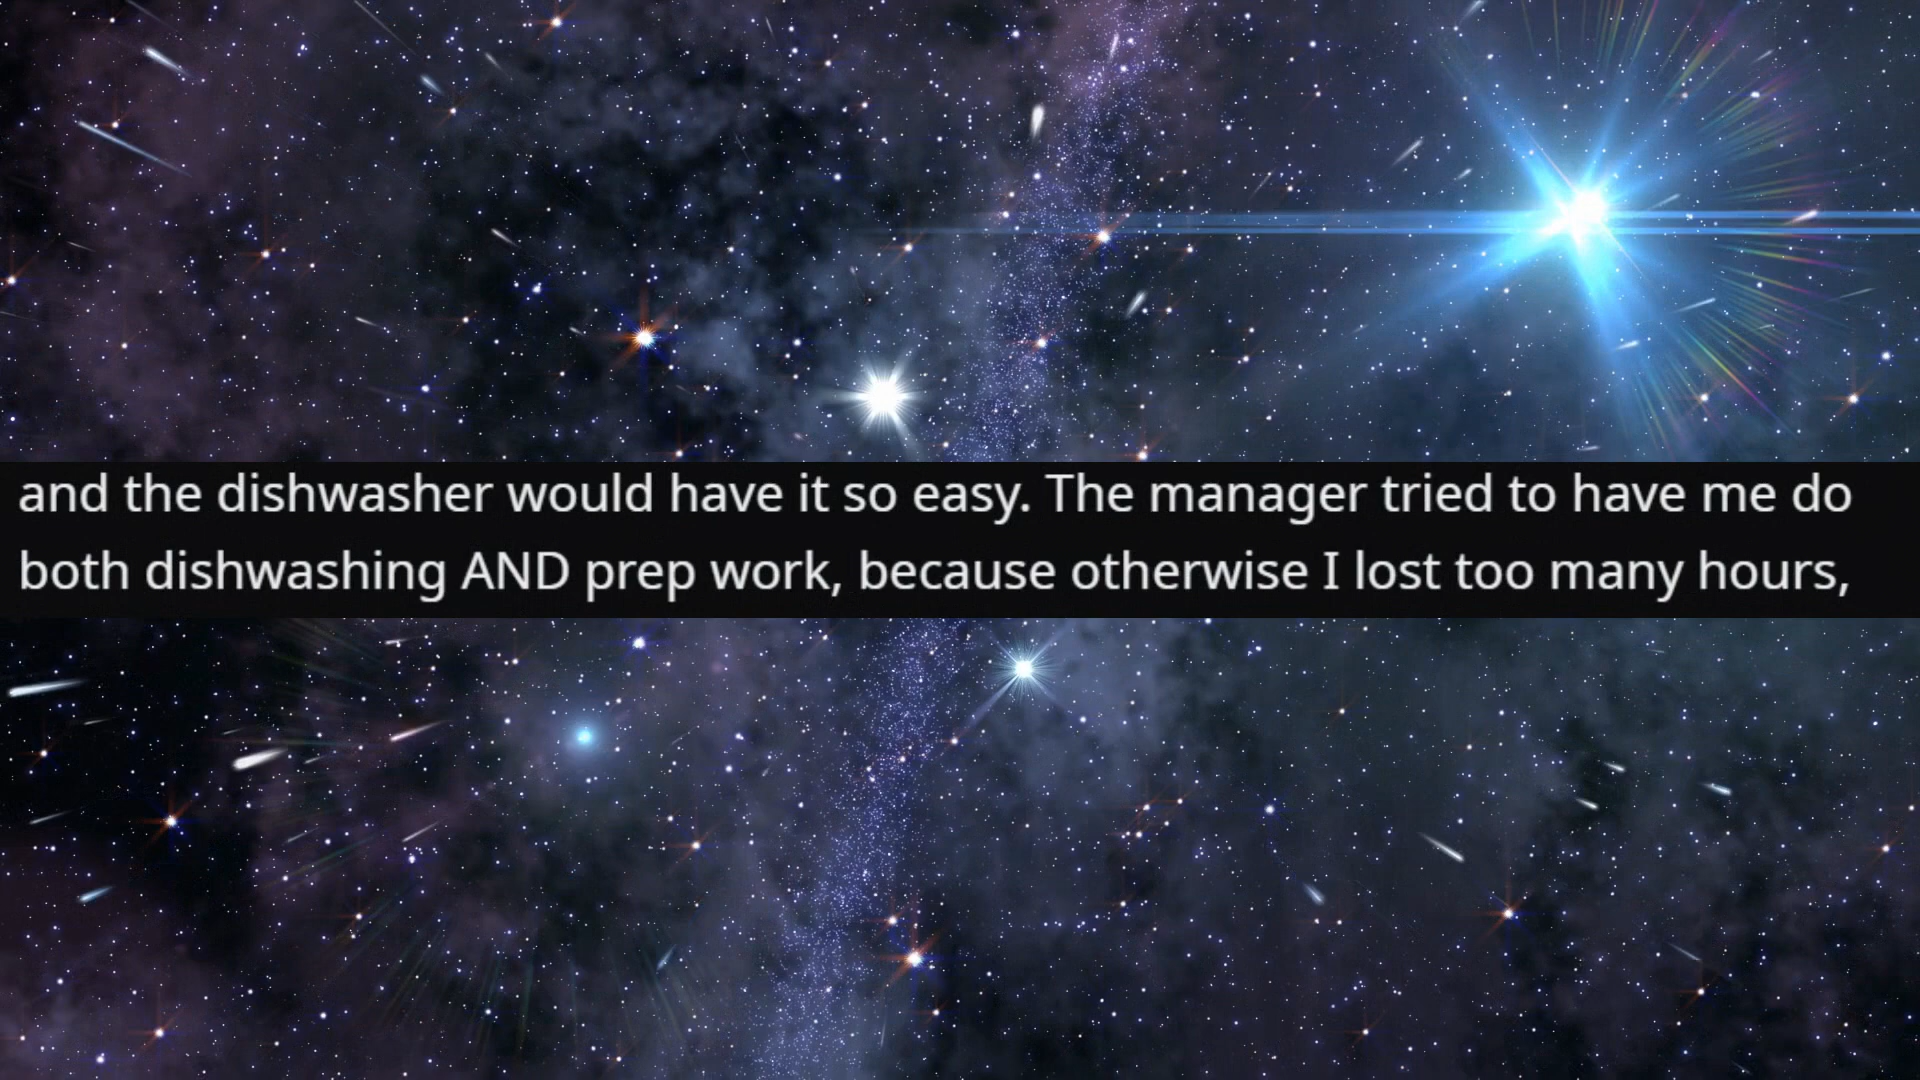 and the dishwasher would have it so easy. The manager tried to have me do
both dishwashing AND prep work, because otherwise I lost too many hours,